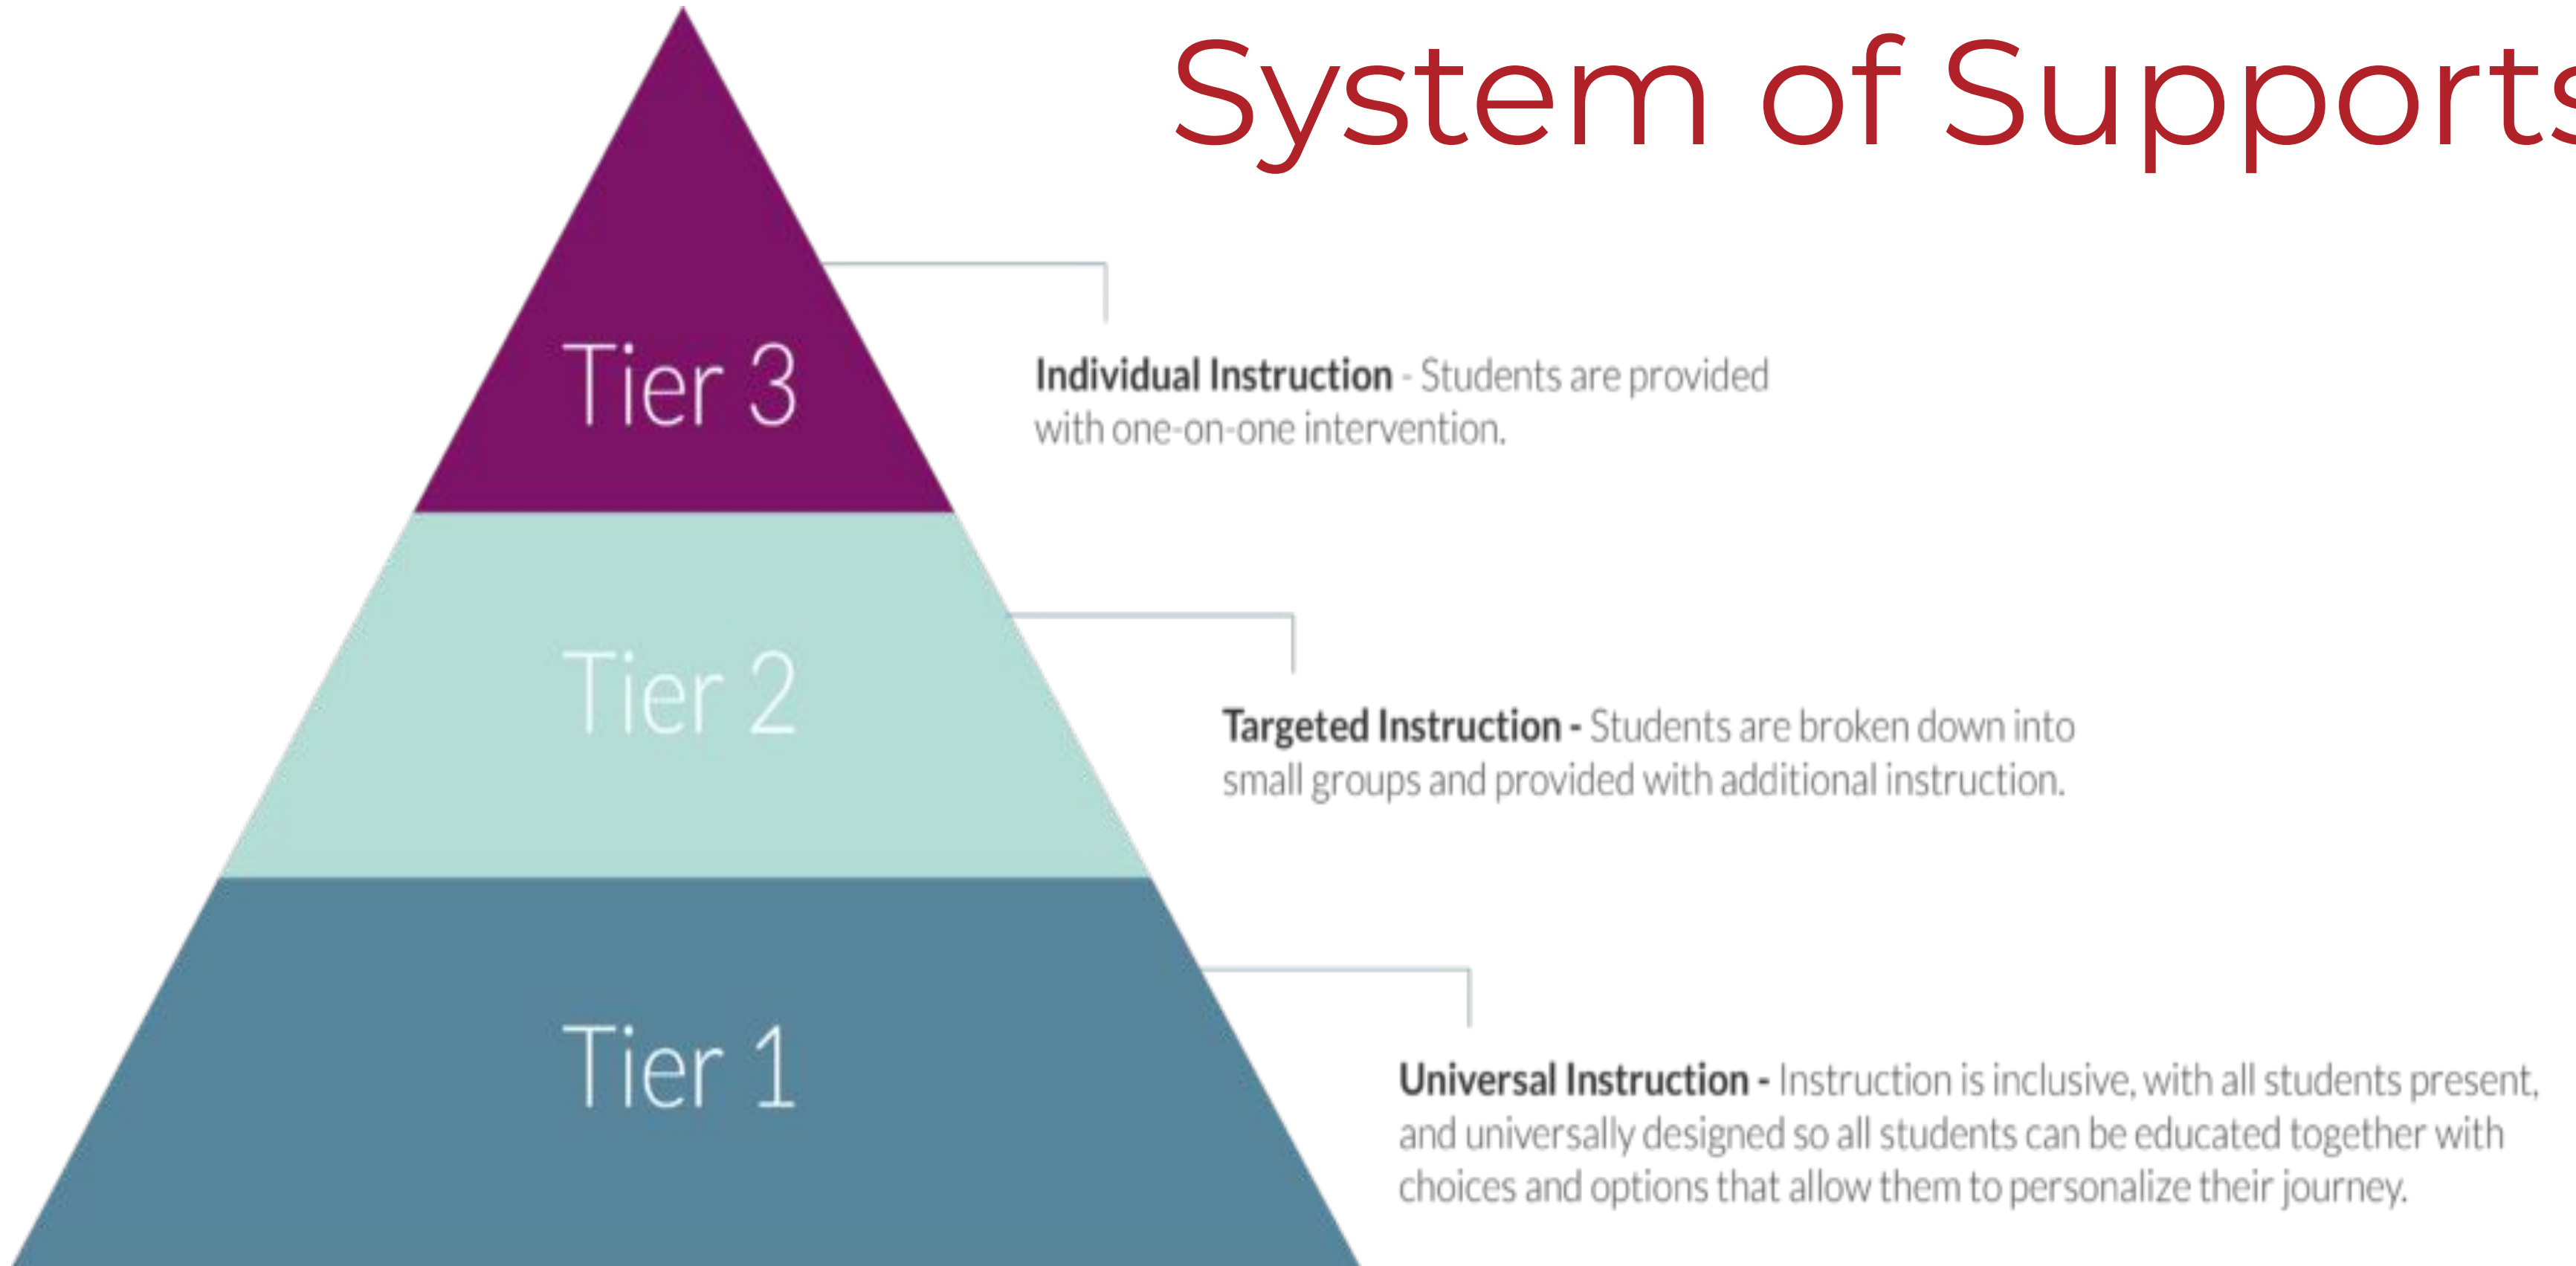 System of Supports
Tier 3
Individual Instruction - Students are provided
with one-on-one intervention.
Tier 2
Targeted Instruction - Students are broken down into
small groups and provided with additional instruction.
Tier 1
Universal Instruction - Instruction is inclusive, with all students present,
and universally designed so all students can be educated together with
choices and options that allow them to personalize their journey.